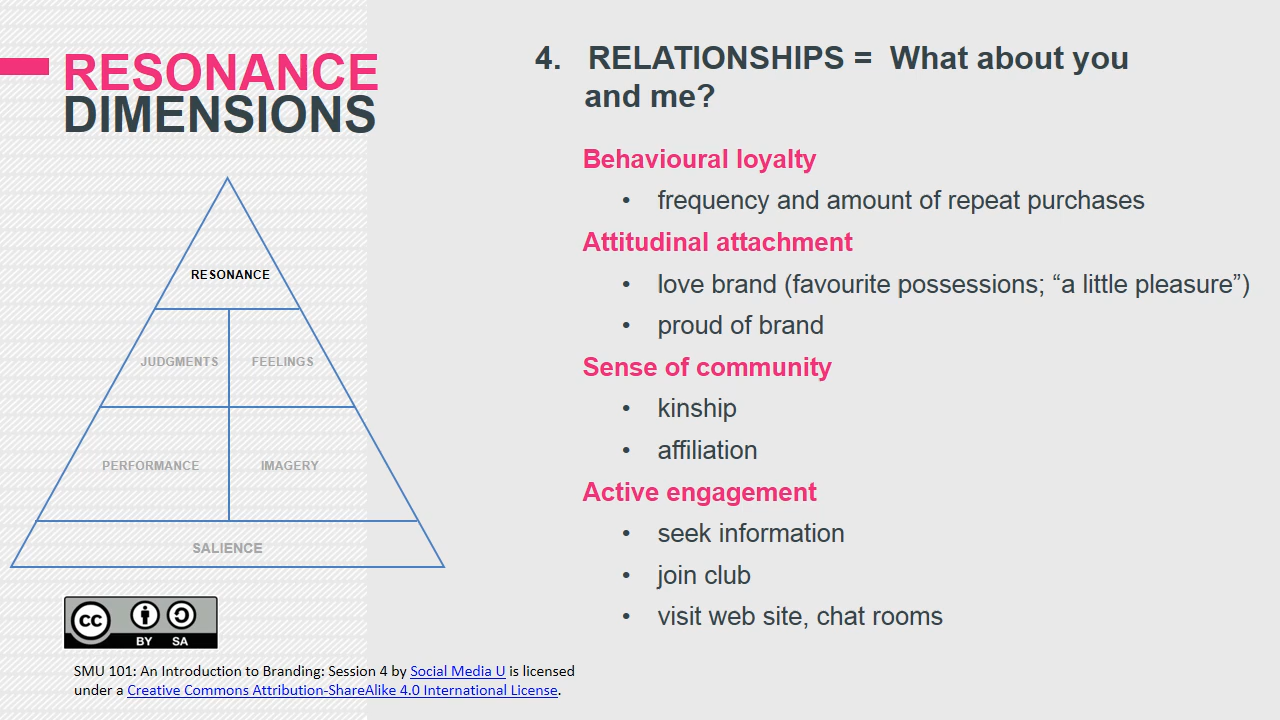 RESONANCE
DIMENSIONS
4. RELATIONSHIPS = What about you
and me?
Behavioural loyalty
• frequency and amount of repeat purchases
Attitudinal attachment
• love brand (favourite possessions; “a little pleasure”)
• proud of brand
Sense of community
• kinship
• affiliation
Active engagement
• seek information
• join club
• visit web site, chat rooms
RESONANCE
JUDGMENTS FEELINGS
PERFORMANCE IMAGERY
SALIENCE
CC
BY SA
SMU 101: An Introduction to Branding: Session 4 by Social Media U is licensed
under a Creative Commons Attribution-ShareAlike 4.0 International License.